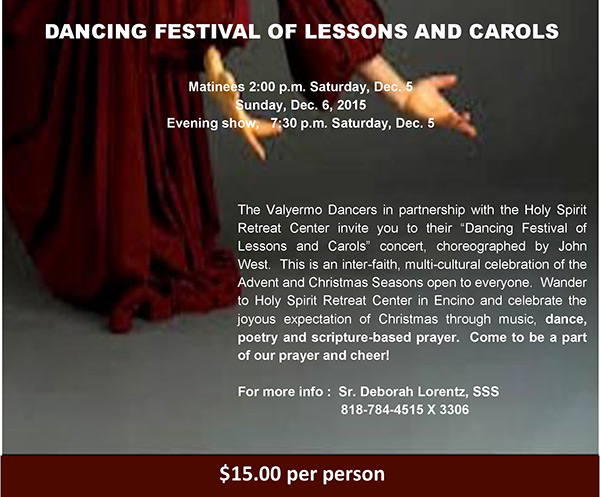 DANCING FESTIVAL OF LESSONS AND CAROLS
Matinees 2:00 p.m. Saturday, Dec. 5
Sunday, Dec. 6, 2015
Evening show, 7:30 p.m. Saturday, Dec. 5
The Valyermo Dancers in partnership with the Holy Spirit
Retreat Center invite you to their “Dancing Festival of
Lessons and Carols” concert, choreographed by John
West. This is an inter-faith, multi-cultural celebration of the
Advent and Christmas Seasons open to everyone. Wander
to Holy Spirit Retreat Center in Encino and celebrate the
joyous expectation of Christmas through music, dance,
poetry and scripture-based prayer. Come to be a part
of our prayer and cheer!
For more info : Sr. Deborah Lorentz, SSS
818-784-4515 X 3306
$15.00 per person